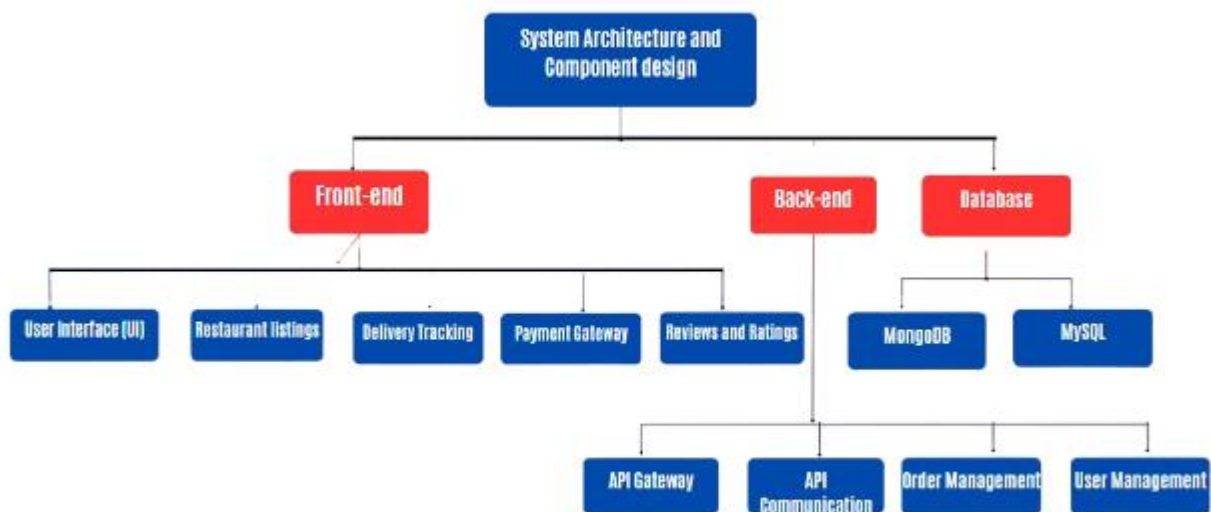 System Architecture and
Component design
Front-end
Back-end
Database
User Interface (UI)
Restaurant listings
Delivery Tracking
Payment Gateway
Reviews and Ratings
MongoDB
MySQL
API Gateway
API
Communication
Order Management
User Management